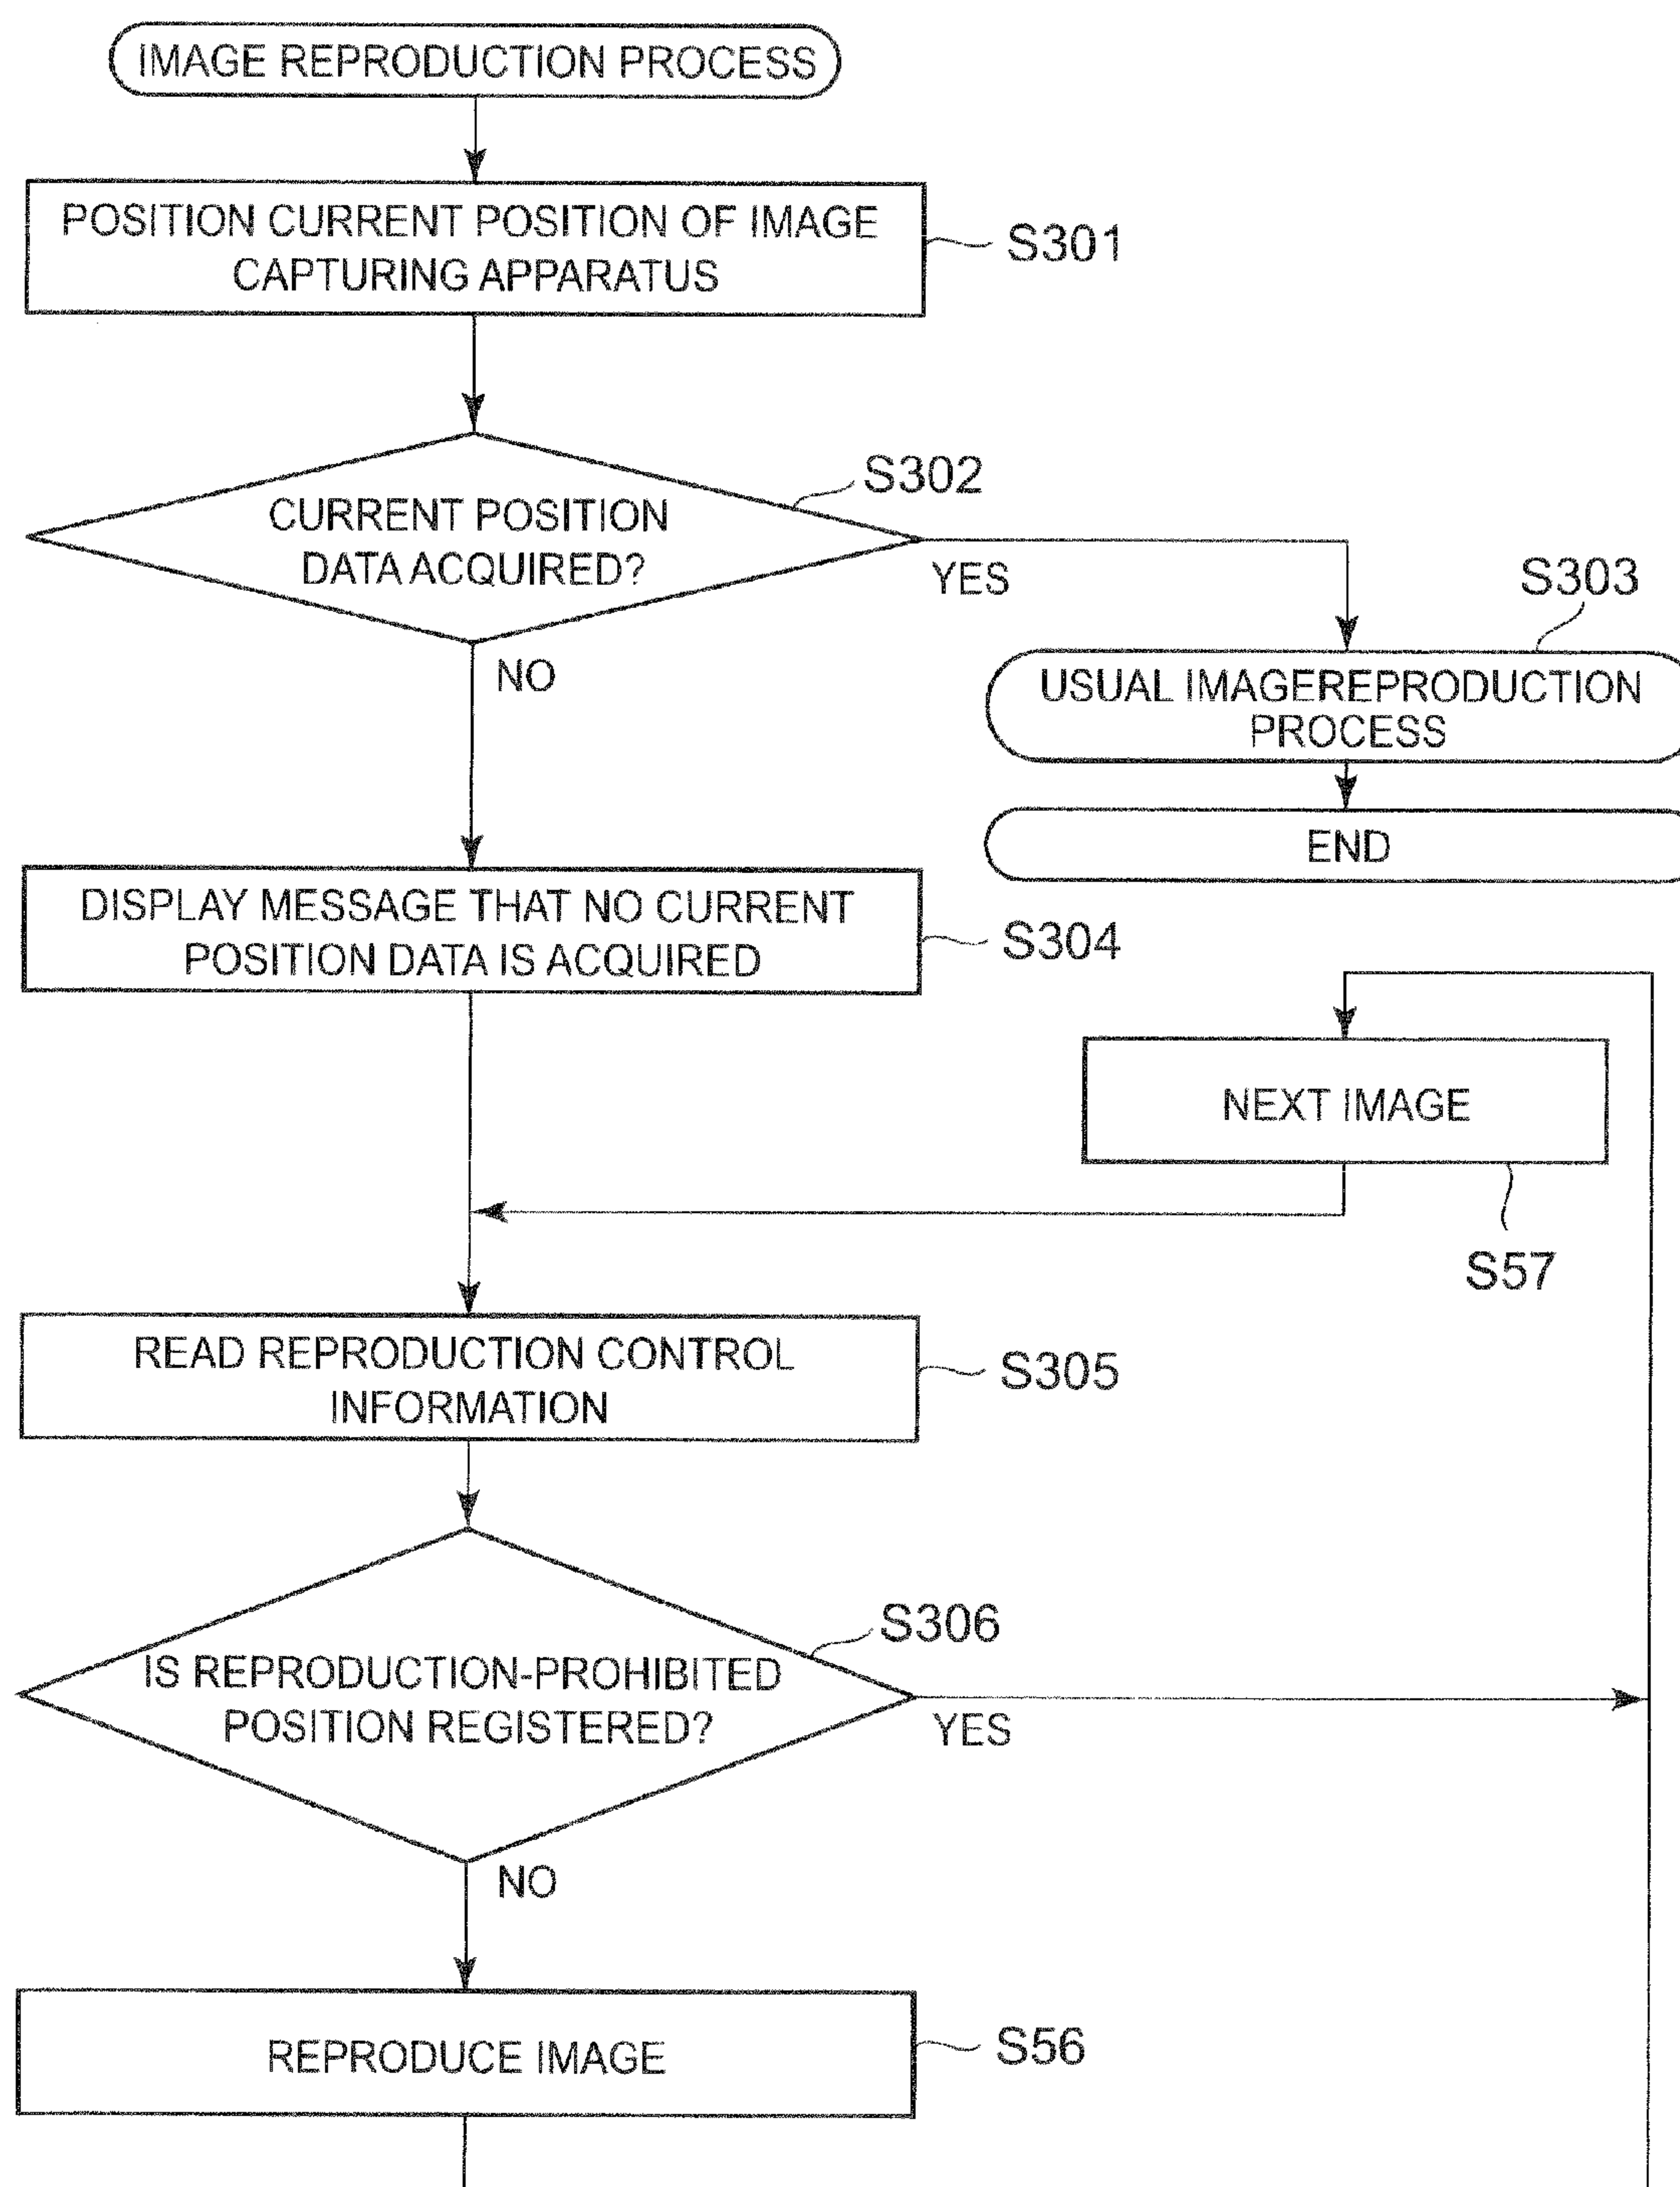 IMAGE REPRODUCTION PROCESS
POSITION CURRENT POSITION OF IMAGE
CAPTURING APPARATUS
S301
S302
CURRENT POSITION
DATA ACQUIRED?
YES
NO
S303
USUAL IMAGEREPRODUCTION
PROCESS
END
DISPLAY MESSAGE THAT NO CURRENT
POSITION DATA IS ACQUIRED
S304
NEXT IMAGE
S57
READ REPRODUCTION CONTROL
INFORMATION
S305
S306
IS REPRODUCTION-PROHIBITED
POSITION REGISTERED?
YES
NO
REPRODUCE IMAGE
S56